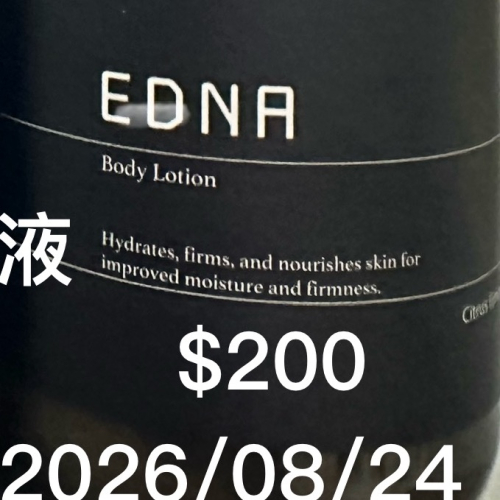 EDNA
Body Lotion
液
Hydrates, firms, and nourishes skin for
improved moisture and firmness.
$200
2026/08/24